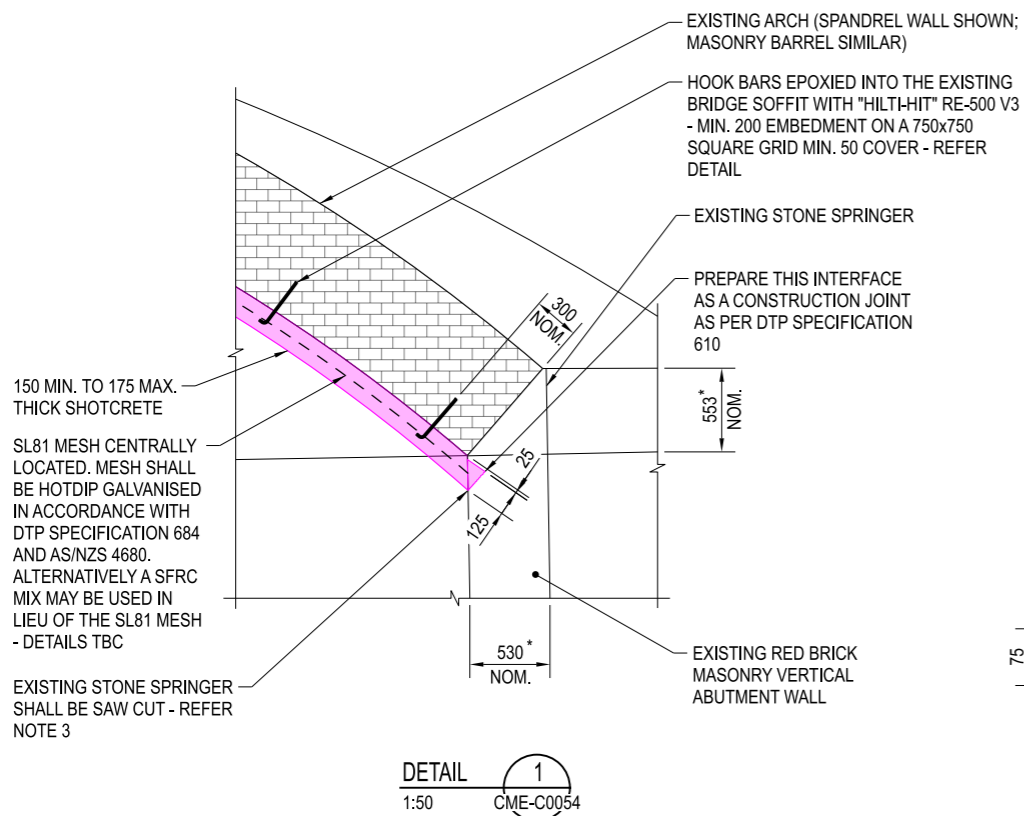 EXISTING ARCH (SPANDREL WALL SHOWN;
MASONRY BARREL SIMILAR)
HOOK BARS EPOXIED INTO THE EXISTING
BRIDGE SOFFIT WITH "HILTI-HIT" RE-500 V3
- MIN. 200 EMBEDMENT ON A 750x750
SQUARE GRID MIN. 50 COVER - REFER
DETAIL
EXISTING STONE SPRINGER
PREPARE THIS INTERFACE
AS A CONSTRUCTION JOINT
AS PER DTP SPECIFICATION
610
300
NOM.
150 MIN. TO 175 MAX.
THICK SHOTCRETE
553*
NOM.
SL81 MESH CENTRALLY
LOCATED. MESH SHALL
BE HOTDIP GALVANISED
IN ACCORDANCE WITH
DTP SPECIFICATION 684
AND AS/NZS 4680.
ALTERNATIVELY A SFRC
MIX MAY BE USED IN
LIEU OF THE SL81 MESH
- DETAILS TBC
25
125
EXISTING STONE SPRINGER
SHALL BE SAW CUT - REFER
NOTE 3
530*
NOM.
EXISTING RED BRICK
MASONRY VERTICAL
ABUTMENT WALL
75
DETAIL
1
1:50
CME-C0054